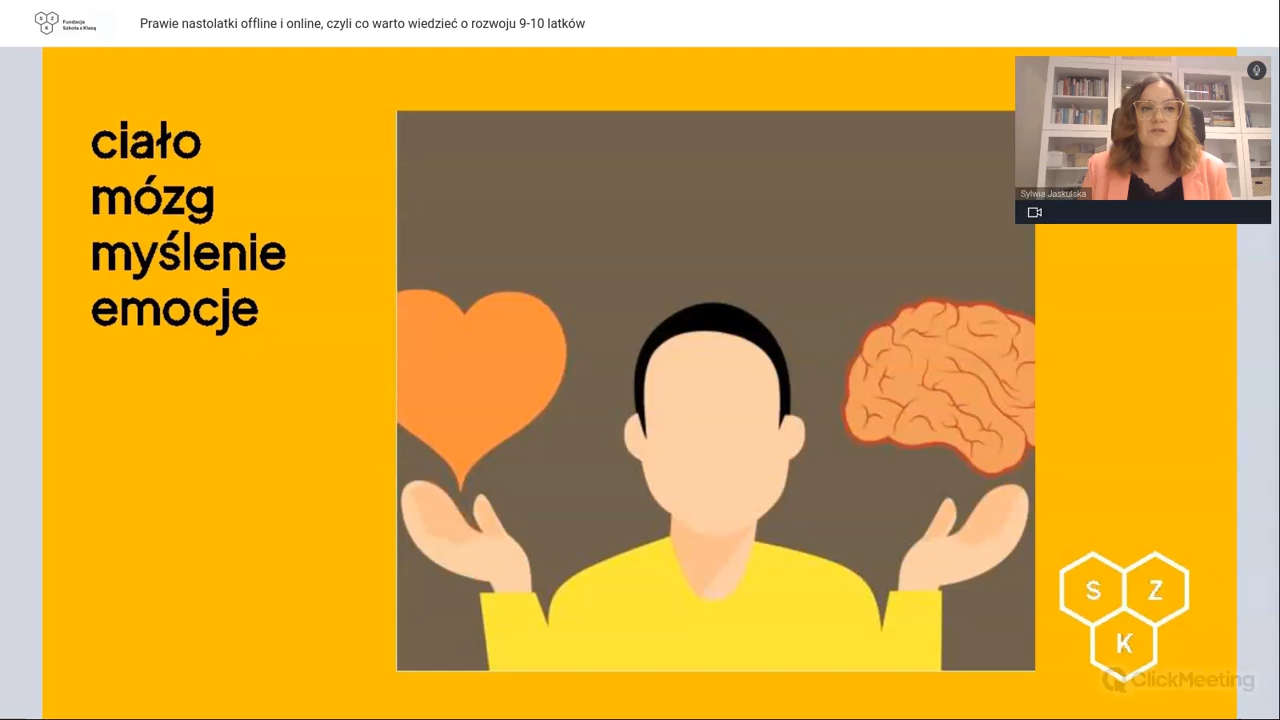 S Z
K
Fundacja
Szkoła z Klasą
Prawie nastolatki offline i online, czyli co warto wiedzieć o rozwoju 9-10 latków
ciało
mózg
myślenie
emocje
Sylwia Jaskulska
S Z
K
ClickMeeting